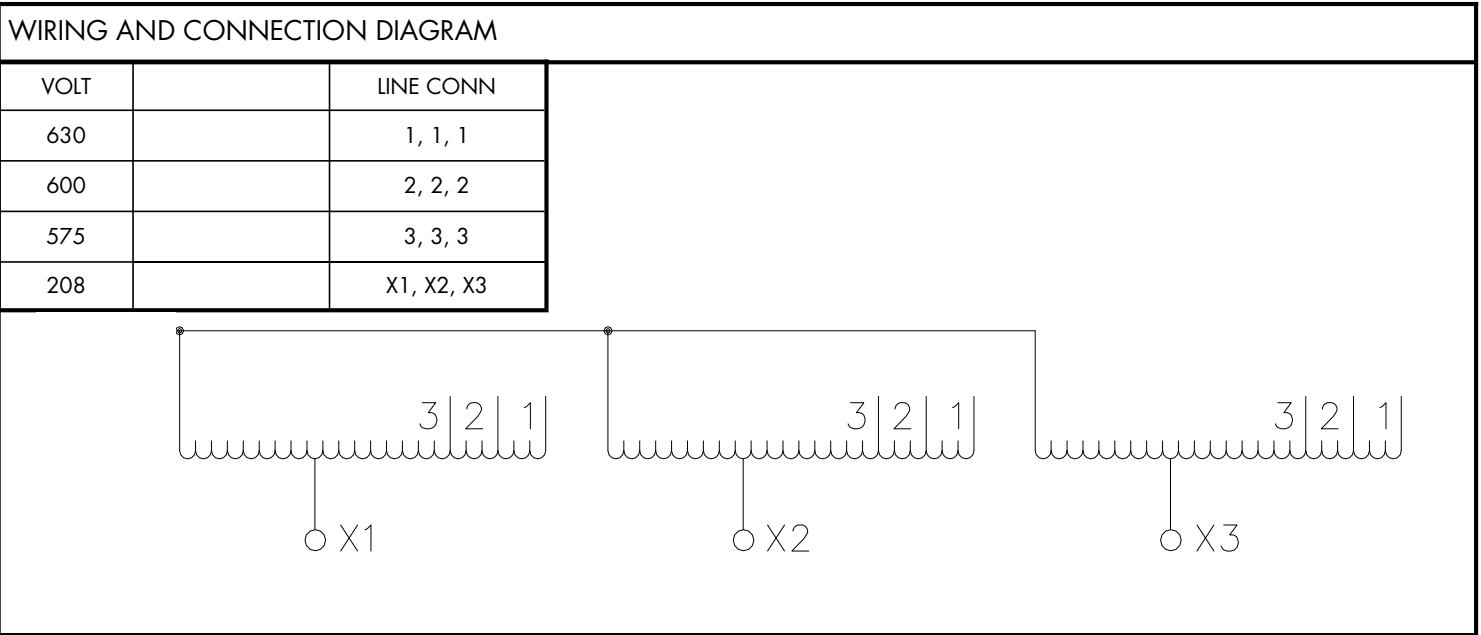 WIRING AND CONNECTION DIAGRAM
VOLT LINE CONN
630 1, 1, 1
600 2, 2, 2
575 3, 3, 3
208 X1, X2, X3
3 2 1 3 2 1 3 2 1
X1 X2 X3